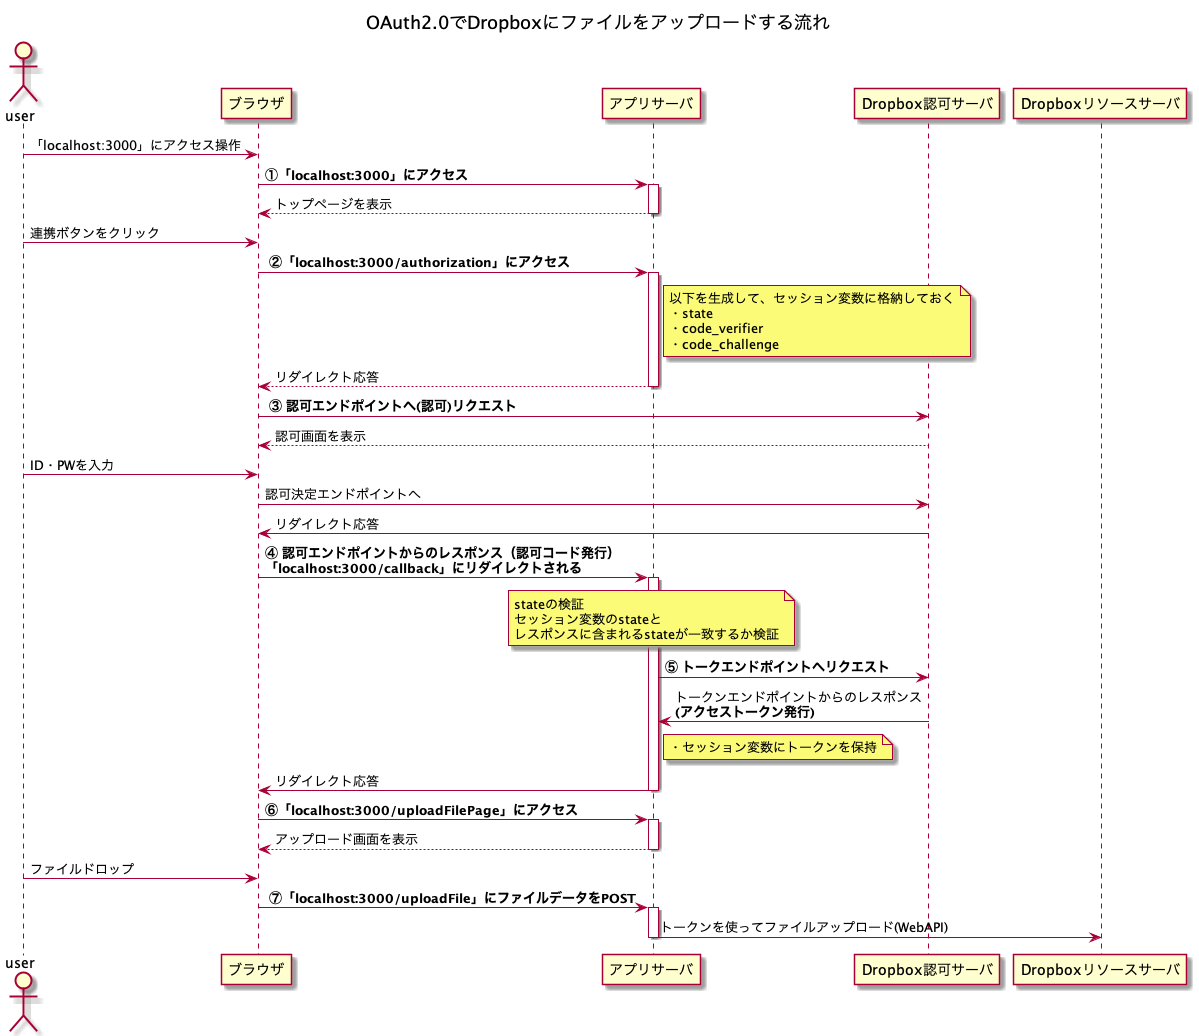 OAuth2.0でDropboxにファイルをアップロードする流れ
user
ブラウザ
アプリサーバ
Dropbox認可サーバ
Dropboxリソースサーバ
「localhost:3000」にアクセス操作
①「localhost:3000」にアクセス
トップページを表示
連携ボタンをクリック
②「localhost:3000/authorization」にアクセス
以下を生成して、セッション変数に格納しておく
・state
・code_verifier
・code_challenge
リダイレクト応答
③ 認可エンドポイントへ(認可)リクエスト
認可画面を表示
ID・PWを入力
認可決定エンドポイントへ
リダイレクト応答
④ 認可エンドポイントからのレスポンス（認可コード発行）
「localhost:3000/callback」にリダイレクトされる
stateの検証
セッション変数のstateと
レスポンスに含まれるstateが一致するか検証
⑤ トークエンドポイントへリクエスト
トークンエンドポイントからのレスポンス
(アクセストークン発行)
・セッション変数にトークンを保持
リダイレクト応答
⑥「localhost:3000/uploadFilePage」にアクセス
アップロード画面を表示
ファイルドロップ
⑦「localhost:3000/uploadFile」にファイルデータをPOST
トークンを使ってファイルアップロード(WebAPI)
user
ブラウザ
アプリサーバ
Dropbox認可サーバ
Dropboxリソースサーバ